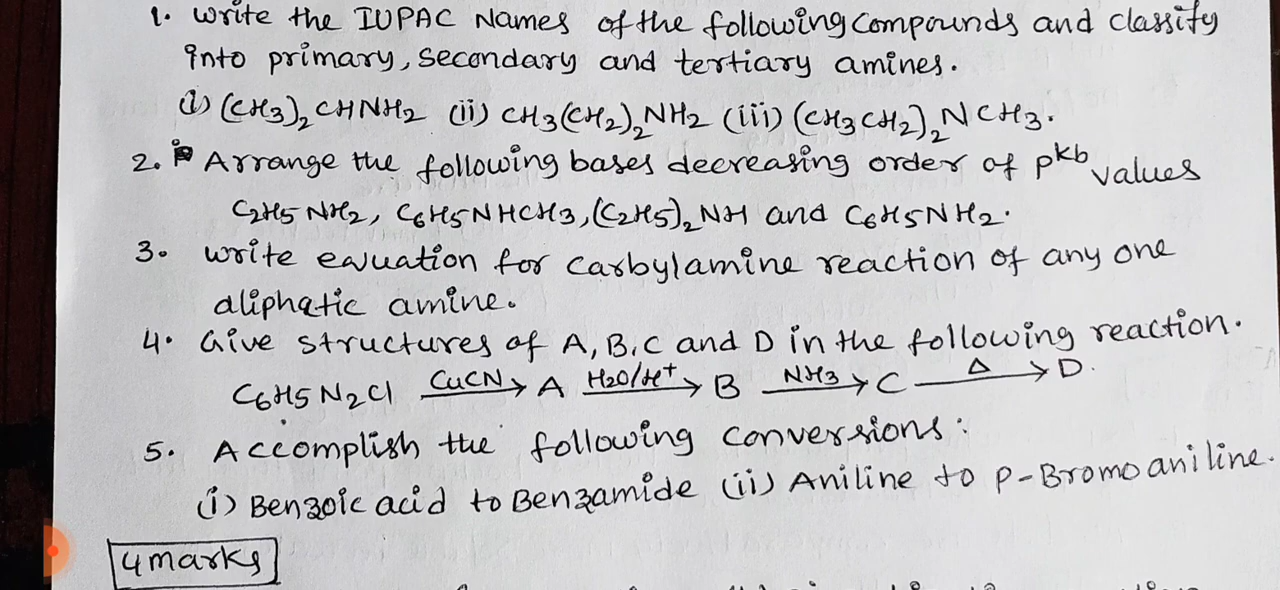 1. Write the IUPAC Names of the following compounds and classify
into primary, secondary and tertiary amines.
(i) (CH3)2 CHNH2 (ii) CH3(CH2)2NH2 (iii) (CH3CH2)2NCH3.
2. Arrange the following bases decreasing order of pkb values
C2H5NH2, C6H5NHCH3, (C2H5)2NH and C6H5NH2.
3. write eauation for carbylamine reaction of any one
aliphatic amine.
4. Give structures of A, B, C and D in the following reaction.
C6H5N2Cl CuCN→ A H2O/H+→ B NH3→ C Δ→ D.
5. Accomplish the following conversions:
(i) Benzoic acid to Benzamide (ii) Aniline to p-Bromoaniline.
4marks